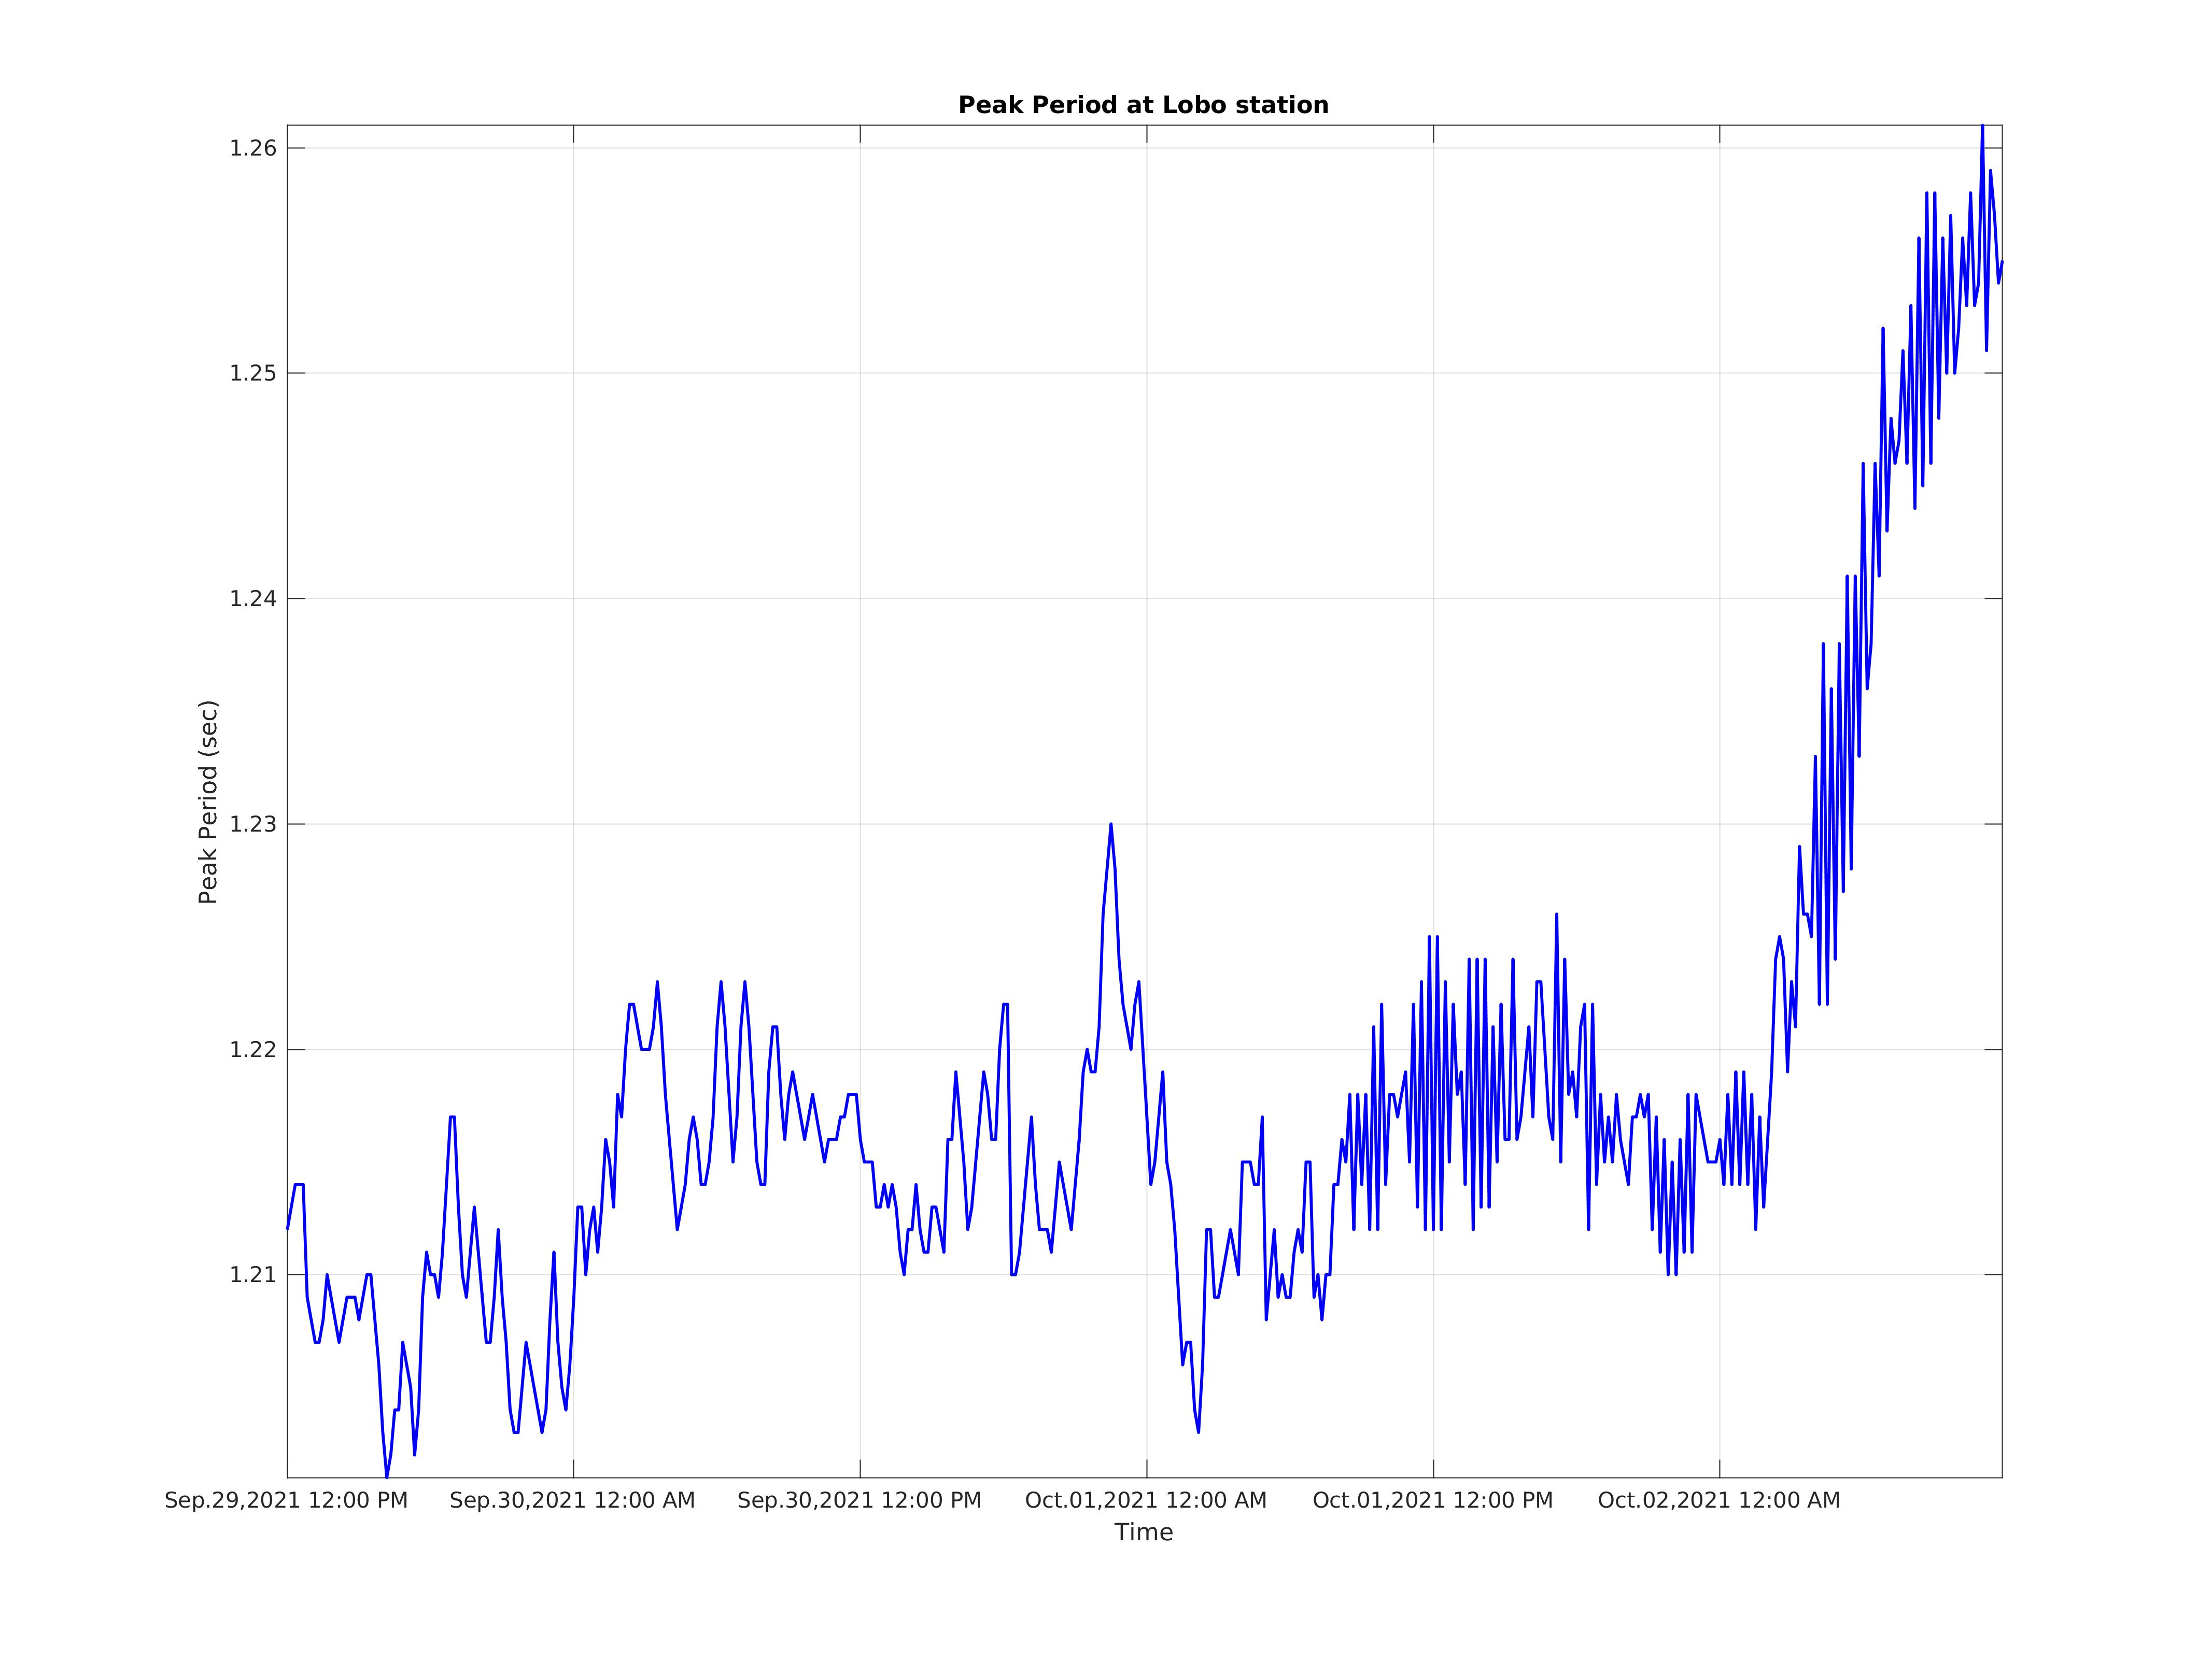 Peak Period at Lobo station
1.26
1.25
1.24
1.23
1.22
1.21
Peak Period (sec)
Sep.29,2021 12:00 PM
Sep.30,2021 12:00 AM
Sep.30,2021 12:00 PM
Oct.01,2021 12:00 AM
Oct.01,2021 12:00 PM
Oct.02,2021 12:00 AM
Time